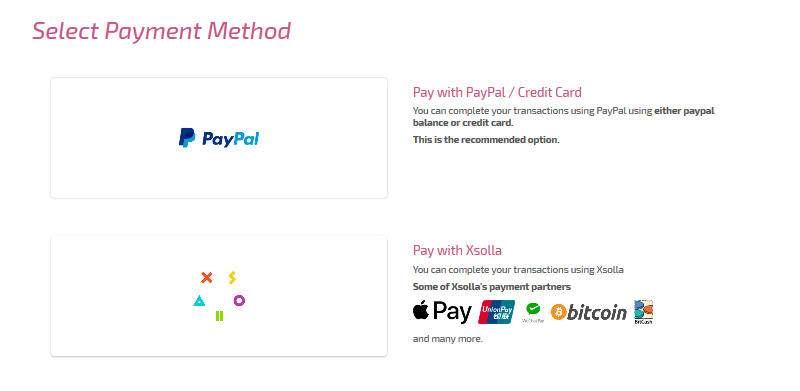 Select Payment Method
PayPal
Pay with PayPal / Credit Card
You can complete your transactions using PayPal using either paypal
balance or credit card.
This is the recommended option.
Pay with Xsolla
You can complete your transactions using Xsolla
Some of Xsolla's payment partners
Pay UnionPay 银联 WeChat Pay bitcoin BitCash
and many more.